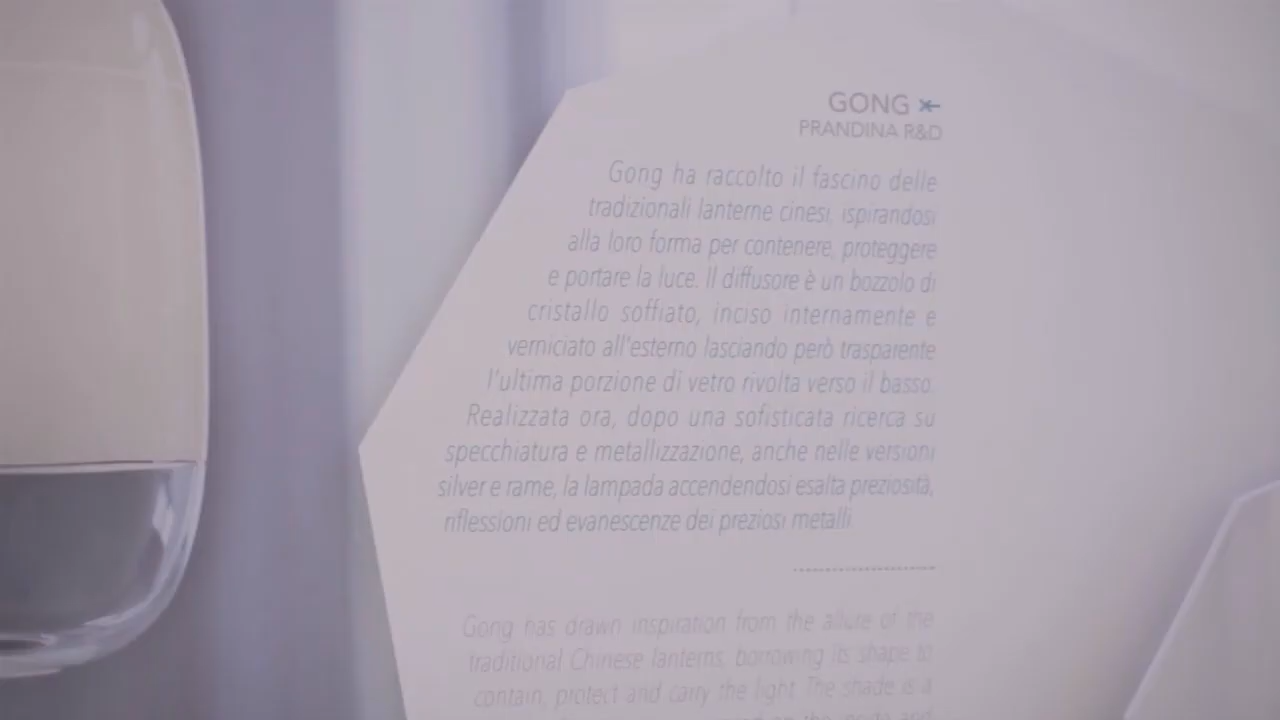 GONG
PRANDINA R&D
Gong ha raccolto il fascino delle
tradizionali lanterne cinesi, ispirandosi
alla loro forma per contenere, proteggere
e portare la luce. Il diffusore è un bozzolo di
cristallo soffiato, inciso internamente e
verniciato all'esterno lasciando però trasparente
l'ultima porzione di vetro rivolta verso il basso.
Realizzata ora, dopo una sofisticata ricerca su
specchiatura e metallizzazione, anche nelle versioni
silver e rame, la lampada accendendosi esalta preziosità,
riflessioni ed evanescenze dei preziosi metalli.
Gong has drawn inspiration from the allure of the
traditional Chinese lanterns, borrowing its shape to
contain, protect and carry the light. The shade is a
and